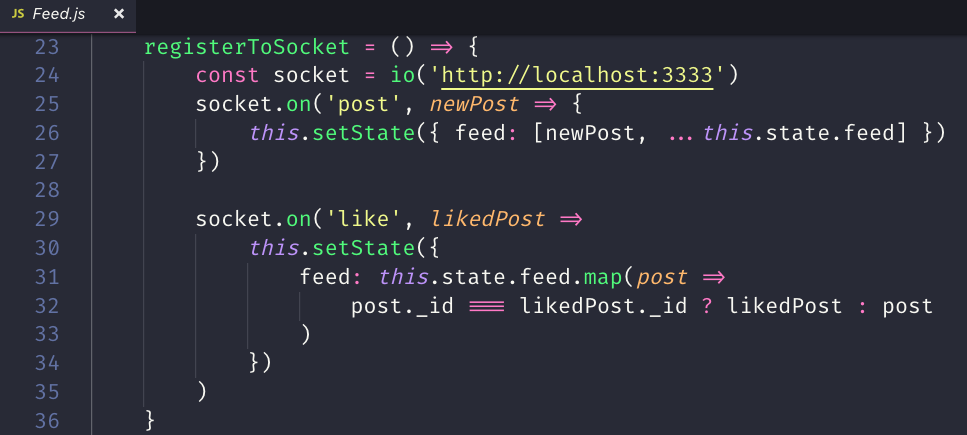 JS Feed.js ×
23 registerToSocket = () => {
24 const socket = io('http://localhost:3333')
25 socket.on('post', newPost => {
26 this.setState({ feed: [newPost, ...this.state.feed] })
27 })
28
29 socket.on('like', likedPost =>
30 this.setState({
31 feed: this.state.feed.map(post =>
32 post._id === likedPost._id ? likedPost : post
33 )
34 })
35 )
36 }